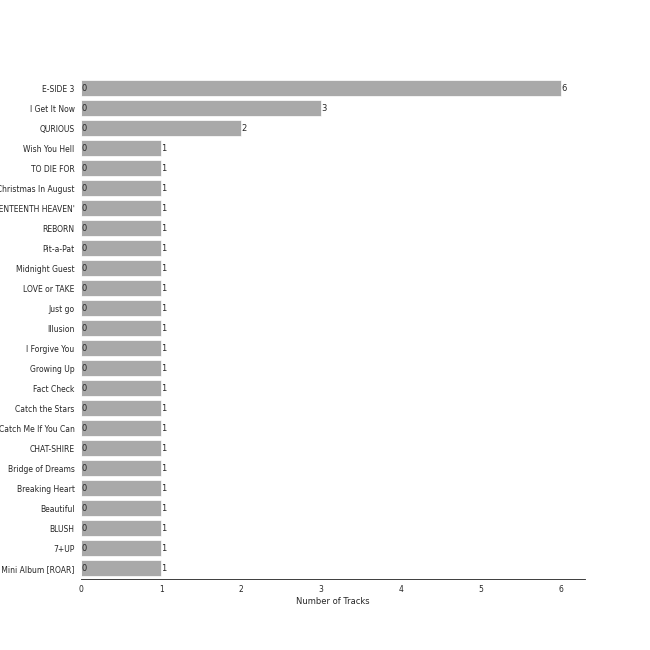 E-SIDE 3 0 6
I Get It Now 0 3
QURIOUS 0 2
Wish You Hell 0 1
TO DIE FOR 0 1
Christmas In August 0 1
ENTEENTH HEAVEN' 0 1
REBORN 0 1
Pit-a-Pat 0 1
Midnight Guest 0 1
LOVE or TAKE 0 1
Just go 0 1
Illusion 0 1
I Forgive You 0 1
Growing Up 0 1
Fact Check 0 1
Catch the Stars 0 1
Catch Me If You Can 0 1
CHAT-SHIRE 0 1
Bridge of Dreams 0 1
Breaking Heart 0 1
Beautiful 0 1
BLUSH 0 1
7+UP 0 1
Mini Album [ROAR] 0 1
0 1 2 3 4 5 6
Number of Tracks